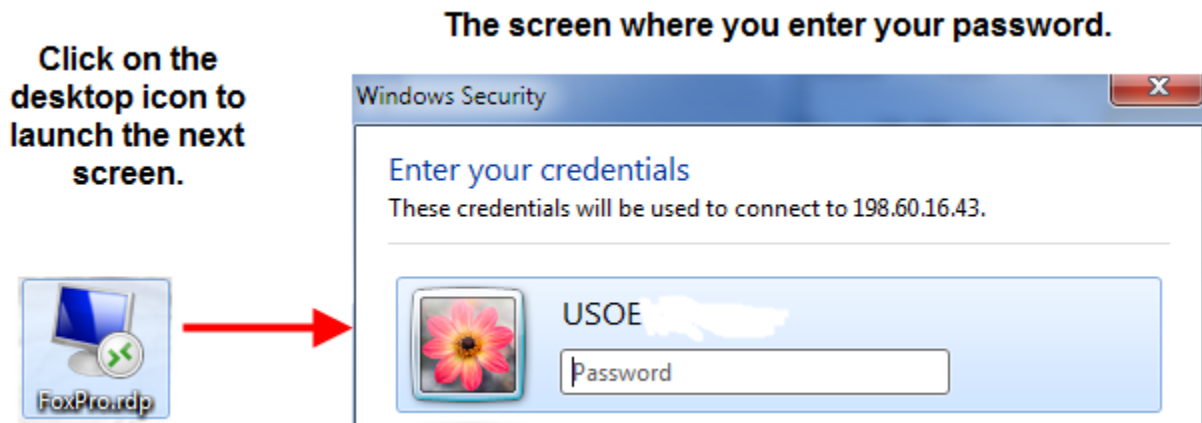 The screen where you enter your password.
Click on the
desktop icon to
launch the next
screen.
Windows Security
X
Enter your credentials
These credentials will be used to connect to 198.60.16.43.
USOE
Password
FoxPro.rdp